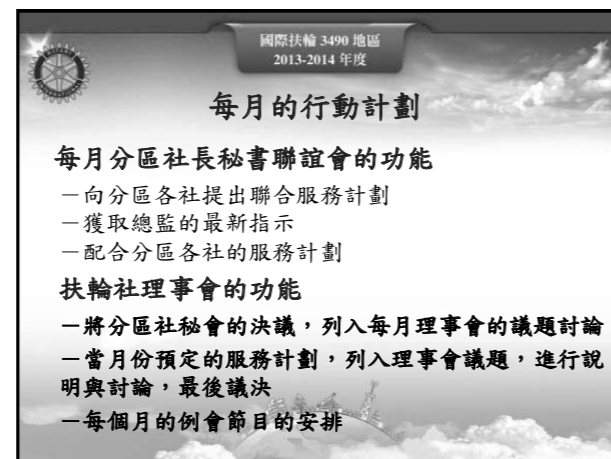 國際扶輪 3490 地區
2013-2014 年度
每月的行動計劃
每月分區社長秘書聯誼會的功能
－向分區各社提出聯合服務計劃
－獲取總監的最新指示
－配合分區各社的服務計劃
扶輪社理事會的功能
－將分區社秘會的決議，列入每月理事會的議題討論
－當月份預定的服務計劃，列入理事會議題，進行說
明與討論，最後議決
－每個月的例會節目的安排